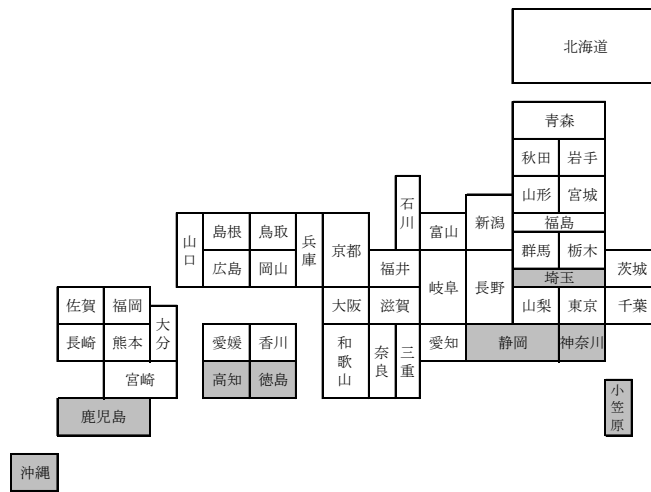 北海道
青森
秋田 岩手
山形 宮城
石川
新潟
富山
福島
山口
島根 鳥取
兵庫
京都
群馬 栃木
広島 岡山
福井
岐阜
長野
埼玉
茨城
佐賀 福岡
大分
大阪 滋賀
山梨 東京 千葉
長崎 熊本
愛媛 香川
和歌山
奈良
三重
愛知
静岡
神奈川
宮崎
高知 徳島
鹿児島
小笠原
沖縄